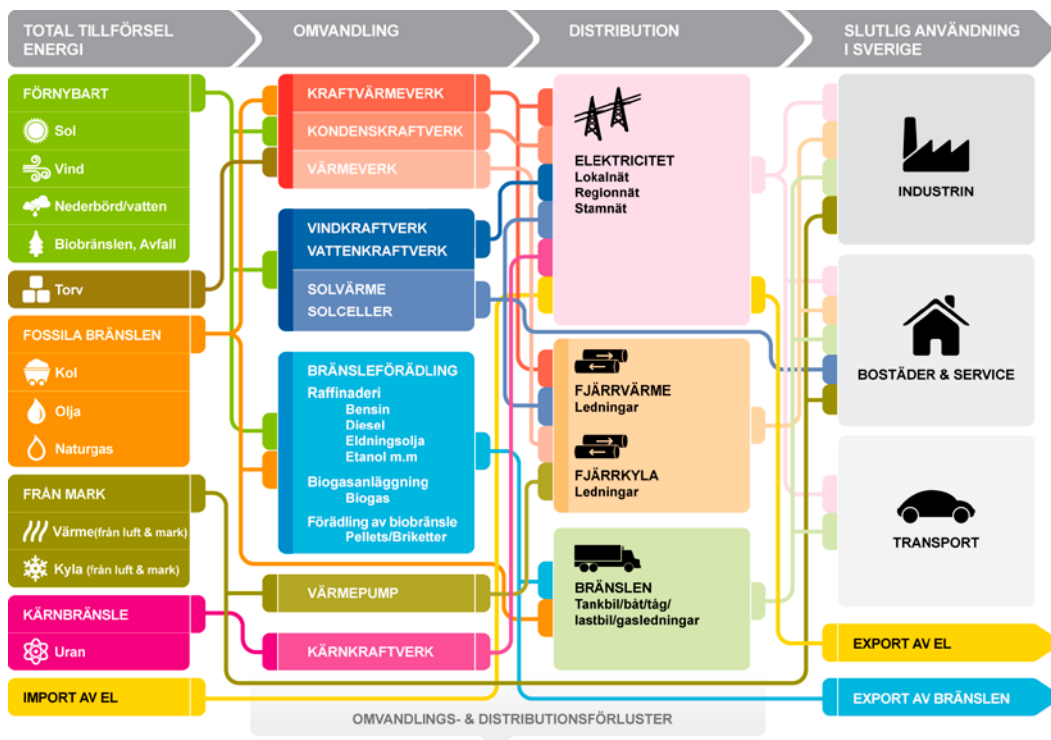 TOTAL TILLFÖRSEL
ENERGI
OMVANDLING
DISTRIBUTION
SLUTLIG ANVÄNDNING
I SVERIGE
FÖRNYBART
Sol
Vind
Nederbörd/vatten
Biobränslen, Avfall
Torv
FOSSILA BRÄNSLEN
Kol
Olja
Naturgas
FRÅN MARK
Värme(från luft & mark)
Kyla (från luft & mark)
KÄRNBRÄNSLE
Uran
IMPORT AV EL
KRAFTVÄRMEVERK
KONDENSKRAFTVERK
VÄRMEVERK
VINDKRAFTVERK
VATTENKRAFTVERK
SOLVÄRME
SOLCELLER
BRÄNSLEFÖRÄDLING
Raffinaderi
Bensin
Diesel
Eldningsolja
Etanol m.m
Biogasanläggning
Biogas
Förädling av biobränsle
Pellets/Briketter
VÄRMEPUMP
KÄRNKRAFTVERK
ELEKTRICITET
Lokalnät
Regionnät
Stamnät
FJÄRRVÄRME
Ledningar
FJÄRRKYLA
Ledningar
BRÄNSLEN
Tankbil/båt/tåg/
lastbil/gasledningar
INDUSTRIN
BOSTÄDER & SERVICE
TRANSPORT
EXPORT AV EL
EXPORT AV BRÄNSLEN
OMVANDLINGS- & DISTRIBUTIONSFÖRLUSTER